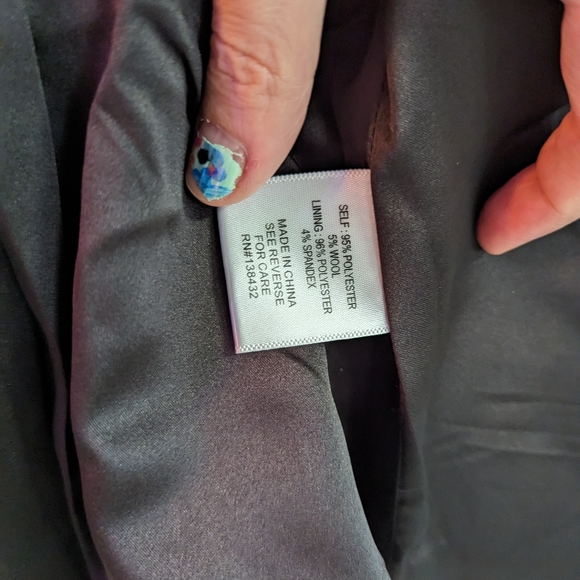 SELF : 95% POLYESTER
5% WOOL
LINING : 96% POLYESTER
4% SPANDEX
MADE IN CHINA
SEE REVERSE
FOR CARE
RN#138432